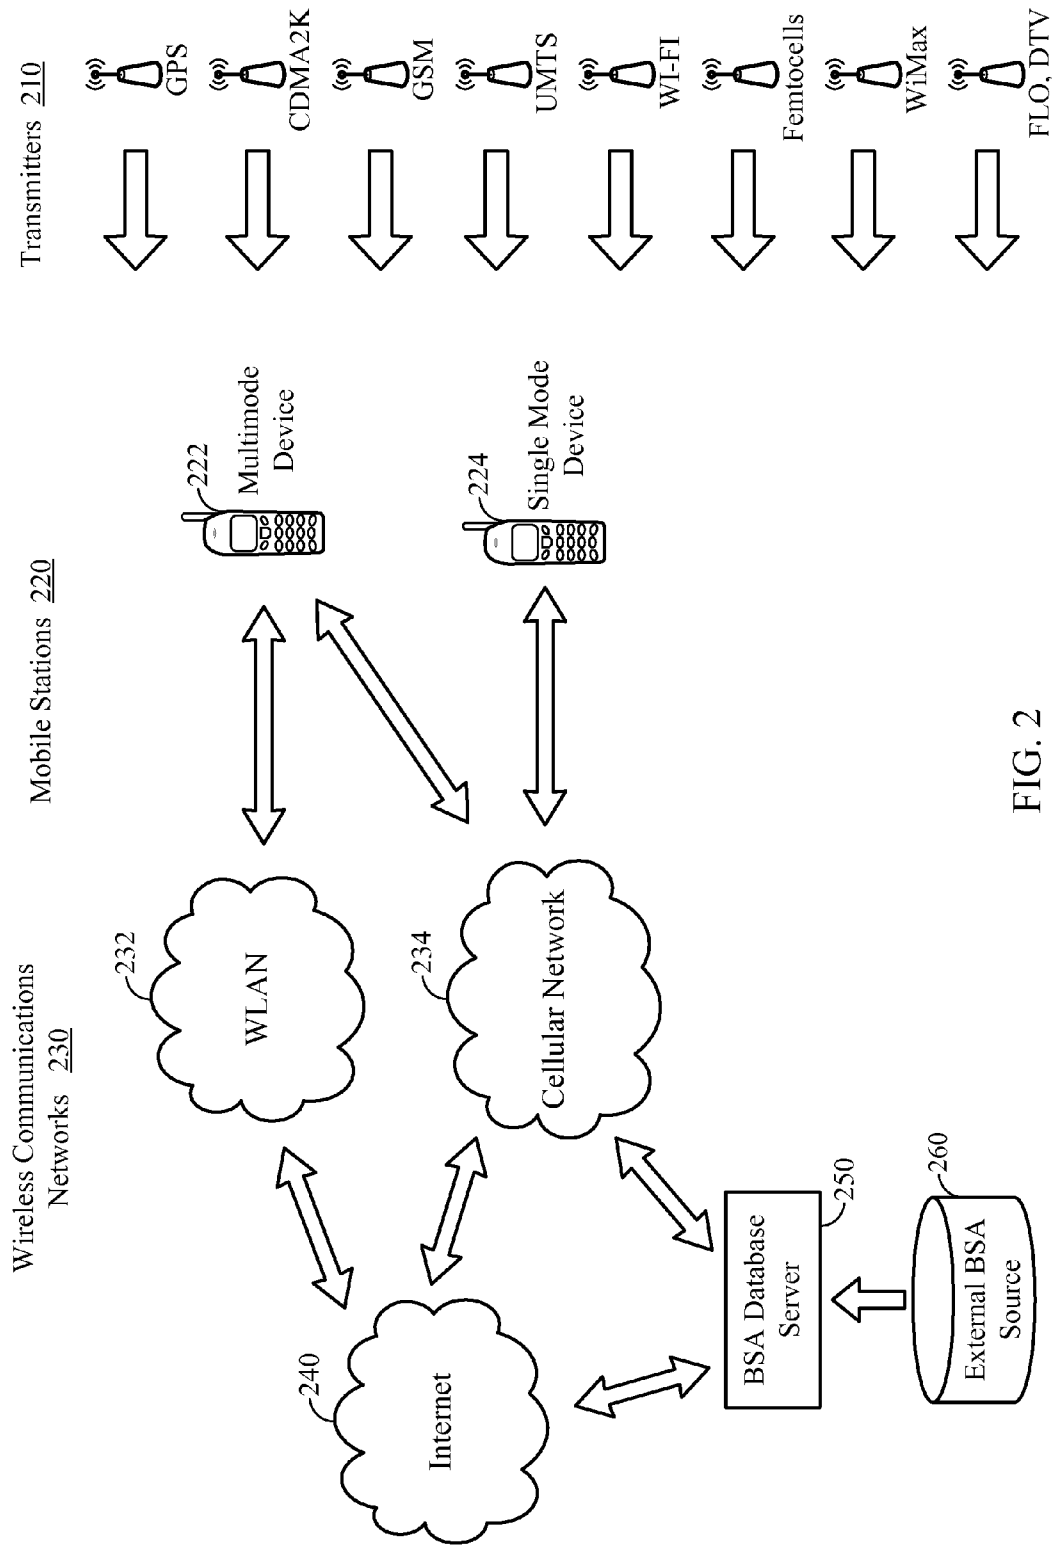 Wireless Communications
Networks 230
Mobile Stations 220
Transmitters 210
232
WLAN
222
Multimode
Device
GPS
CDMA2K
GSM
240
Internet
234
Cellular Network
224
Single Mode
Device
UMTS
WI-FI
Femtocells
BSA Database
Server
250
WiMax
260
External BSA
Source
FLO, DTV
FIG. 2